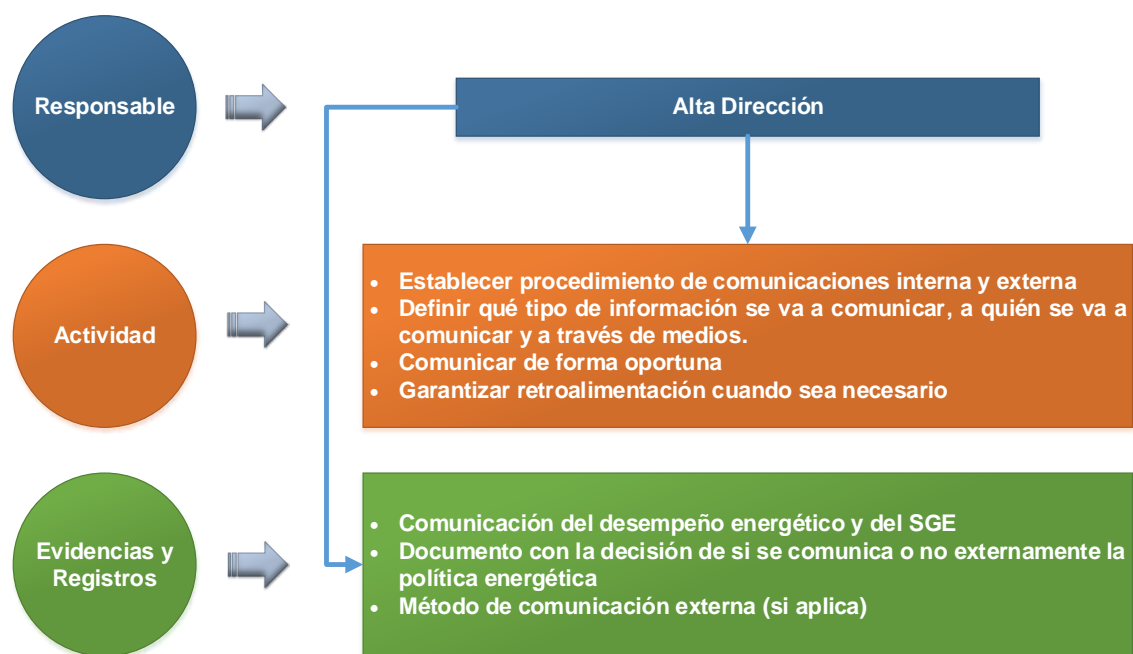 Responsable
Alta Dirección
Actividad
• Establecer procedimiento de comunicaciones interna y externa
• Definir qué tipo de información se va a comunicar, a quién se va a
comunicar y a través de medios.
• Comunicar de forma oportuna
• Garantizar retroalimentación cuando sea necesario
Evidencias y
Registros
• Comunicación del desempeño energético y del SGE
• Documento con la decisión de si se comunica o no externamente la
política energética
• Método de comunicación externa (si aplica)